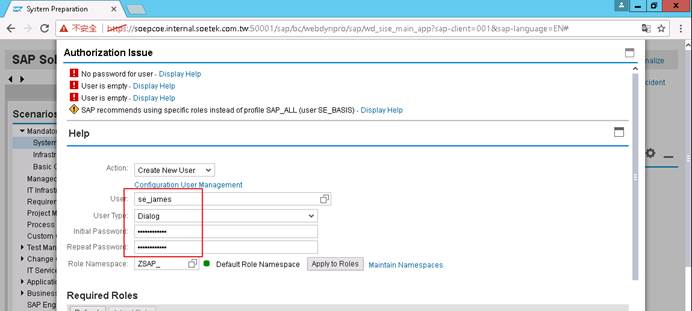 System Preparation
不安全 | https://soepcoe.internal.soetek.com.tw:50001/sap/bc/webdynpro/sap/wd_sise_main_app?sap-client=001&sap-language=EN#
SAP Sol
Authorization Issue
No password for user - Display Help
User is empty - Display Help
User is empty - Display Help
SAP recommends using specific roles instead of profile SAP_ALL (user SE_BASIS) - Display Help
Help
Action: Create New User
Configuration User Management
User: se_james
User Type: Dialog
Initial Password: ••••••••••••
Repeat Password: ••••••••••••
Role Namespace: ZSAP_ Default Role Namespace Apply to Roles Maintain Namespaces
Required Roles
Scenarios
Mandator
System
Infrastr
Basic C
Managed
IT Infrast
Requirem
Project M
Process
Custom
Test Man
Change
IT Service
Applicatio
Business
SAP Eng
nalize
cident